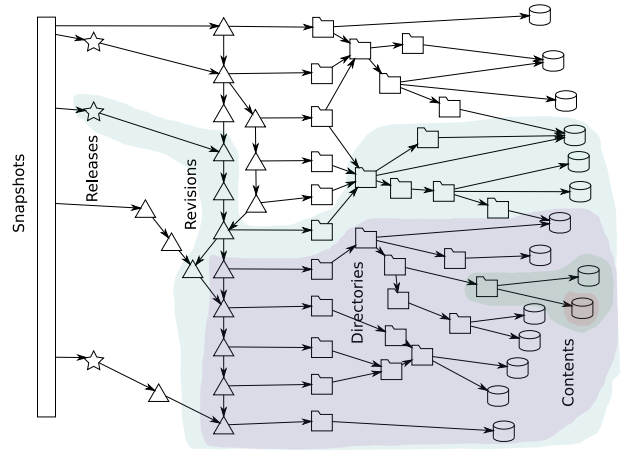 Snapshots
Releases
Revisions
Directories
Contents